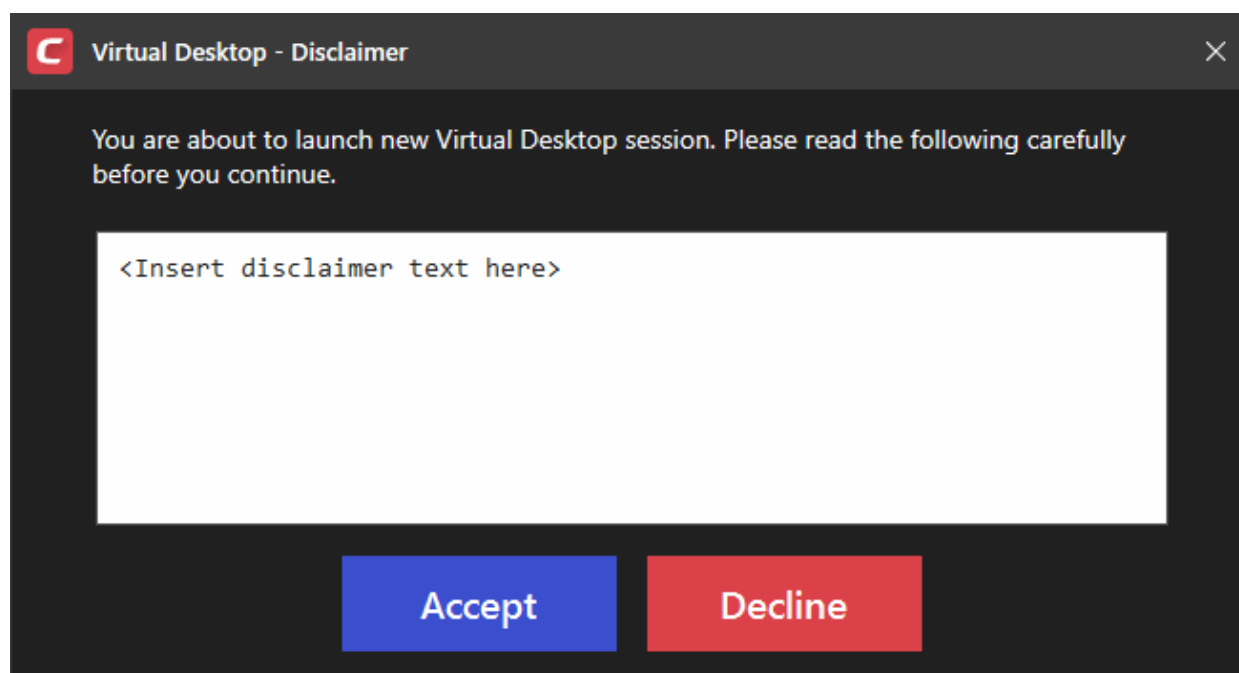 Virtual Desktop - Disclaimer
You are about to launch new Virtual Desktop session. Please read the following carefully
before you continue.
<Insert disclaimer text here>
Accept
Decline